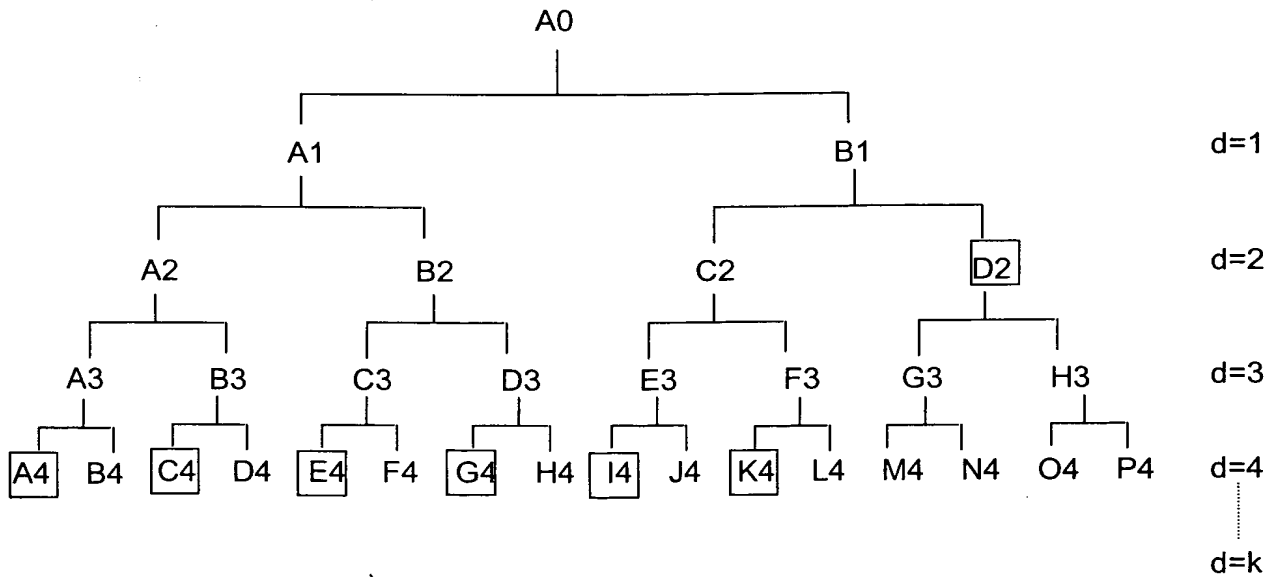 A0
A1 B1 d=1
A2 B2 C2 D2 d=2
A3 B3 C3 D3 E3 F3 G3 H3 d=3
A4 B4 C4 D4 E4 F4 G4 H4 I4 J4 K4 L4 M4 N4 O4 P4 d=4
d=k